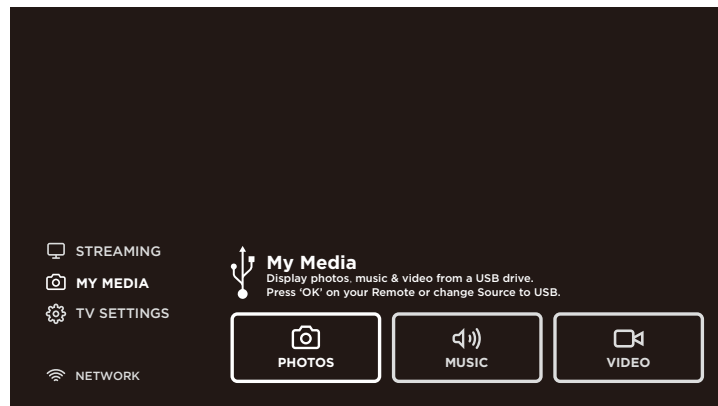 STREAMING
MY MEDIA
TV SETTINGS
NETWORK
My Media
Display photos, music & video from a USB drive.
Press ‘OK’ on your Remote or change Source to USB.
PHOTOS
MUSIC
VIDEO